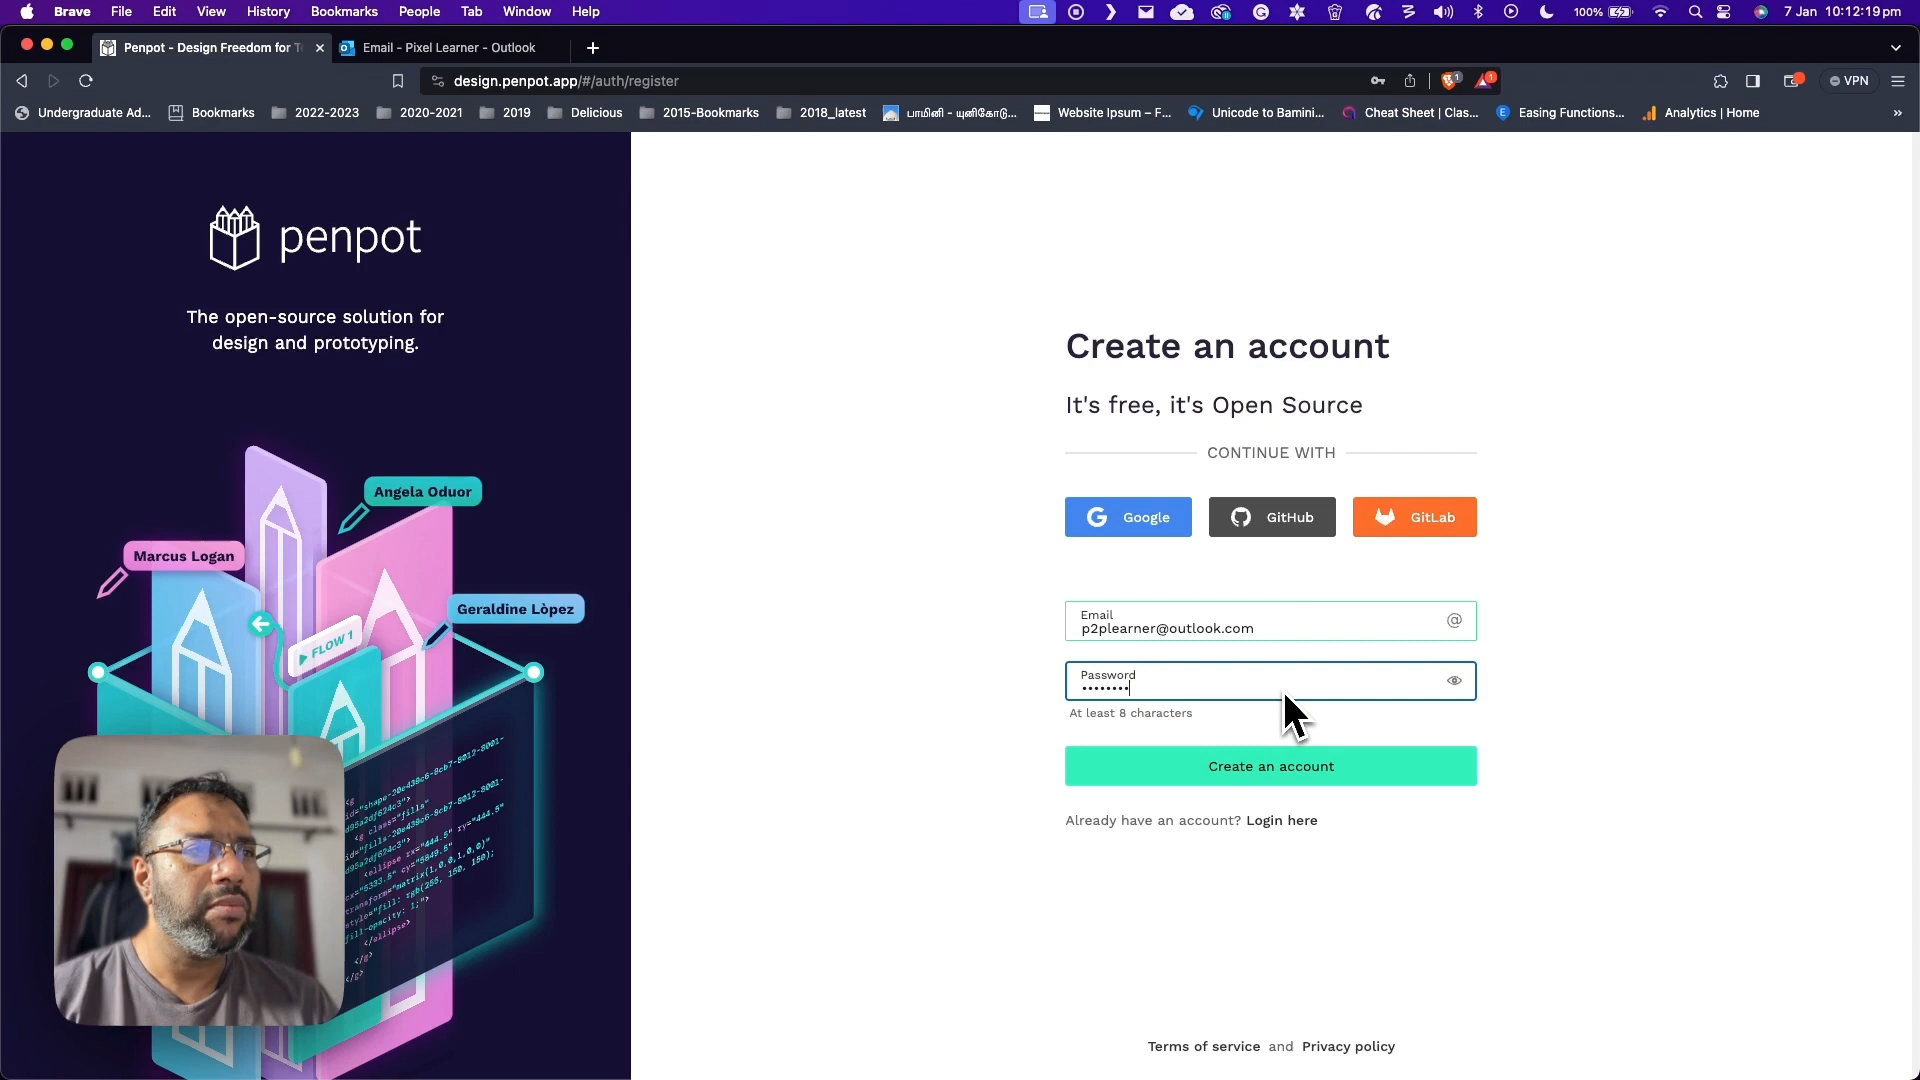 Brave File Edit View History Bookmarks People Tab Window Help 100% 7 Jan 10:12:19 pm
Penpot - Design Freedom for Te Email - Pixel Learner - Outlook
design.penpot.app/#/auth/register 1 1 VPN
Undergraduate Ad... Bookmarks 2022-2023 2020-2021 2019 Delicious 2015-Bookmarks 2018_latest பாமினி - யுனிகோடு... Website Ipsum – F... Unicode to Bamini... Cheat Sheet | Clas... Easing Functions... Analytics | Home »
penpot
The open-source solution for
design and prototyping.
Angela Oduor
Marcus Logan
Geraldine Lòpez
FLOW 1
Create an account
It's free, it's Open Source
CONTINUE WITH
Google GitHub GitLab
Email
p2plearner@outlook.com @
Password
••••••••
At least 8 characters
Create an account
Already have an account? Login here
Terms of service and Privacy policy